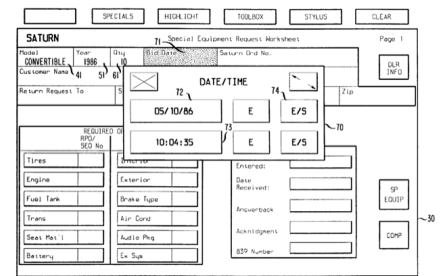 SPECIALS HIGHLIGHT TOOLBOX STYLUS CLEAR
SATURN Special Equipment Request Worksheet Page 1
71
Model Year Qty Bid Date Saturn Ord No.
CONVERTIBLE 1986 10
DLR INFO
Customer Name 41 51 61
DATE/TIME
Return Request To S Zip
72 74
05/10/86 E E/S
70
REQUIRED
RPO/
SEQ No
73
10:04:35 E E/S
Tires Interior Entered:
Engine Exterior Date Received:
Fuel Tank Brake Type SP EQUIP
Trans Air Cond Answerback
30
Seat Mat'l Audio Pkg Acknldgment COMP
Battery Ex Sys 839 Number